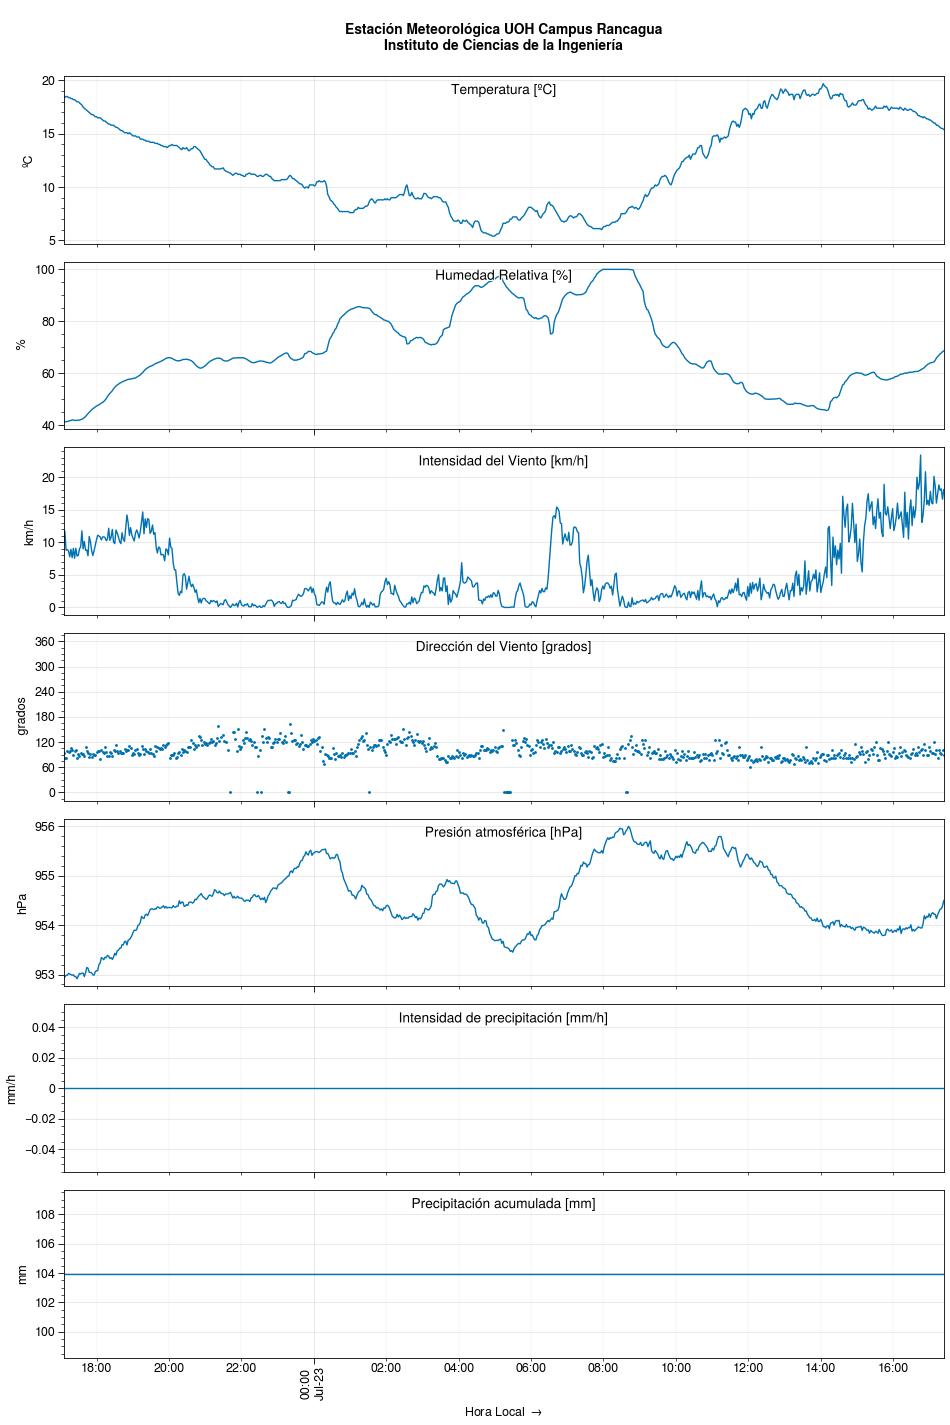 Estación Meteorológica UOH Campus Rancagua
Instituto de Ciencias de la Ingeniería
Temperatura [ºC]
ºC
20
15
10
5
Humedad Relativa [%]
%
100
80
60
40
Intensidad del Viento [km/h]
km/h
20
15
10
5
0
Dirección del Viento [grados]
grados
360
300
240
180
120
60
0
Presión atmosférica [hPa]
hPa
956
955
954
953
Intensidad de precipitación [mm/h]
mm/h
0.04
0.02
0
−0.02
−0.04
Precipitación acumulada [mm]
mm
108
106
104
102
100
18:00 20:00 22:00 00:00 02:00 04:00 06:00 08:00 10:00 12:00 14:00 16:00
Jul-23
Hora Local →